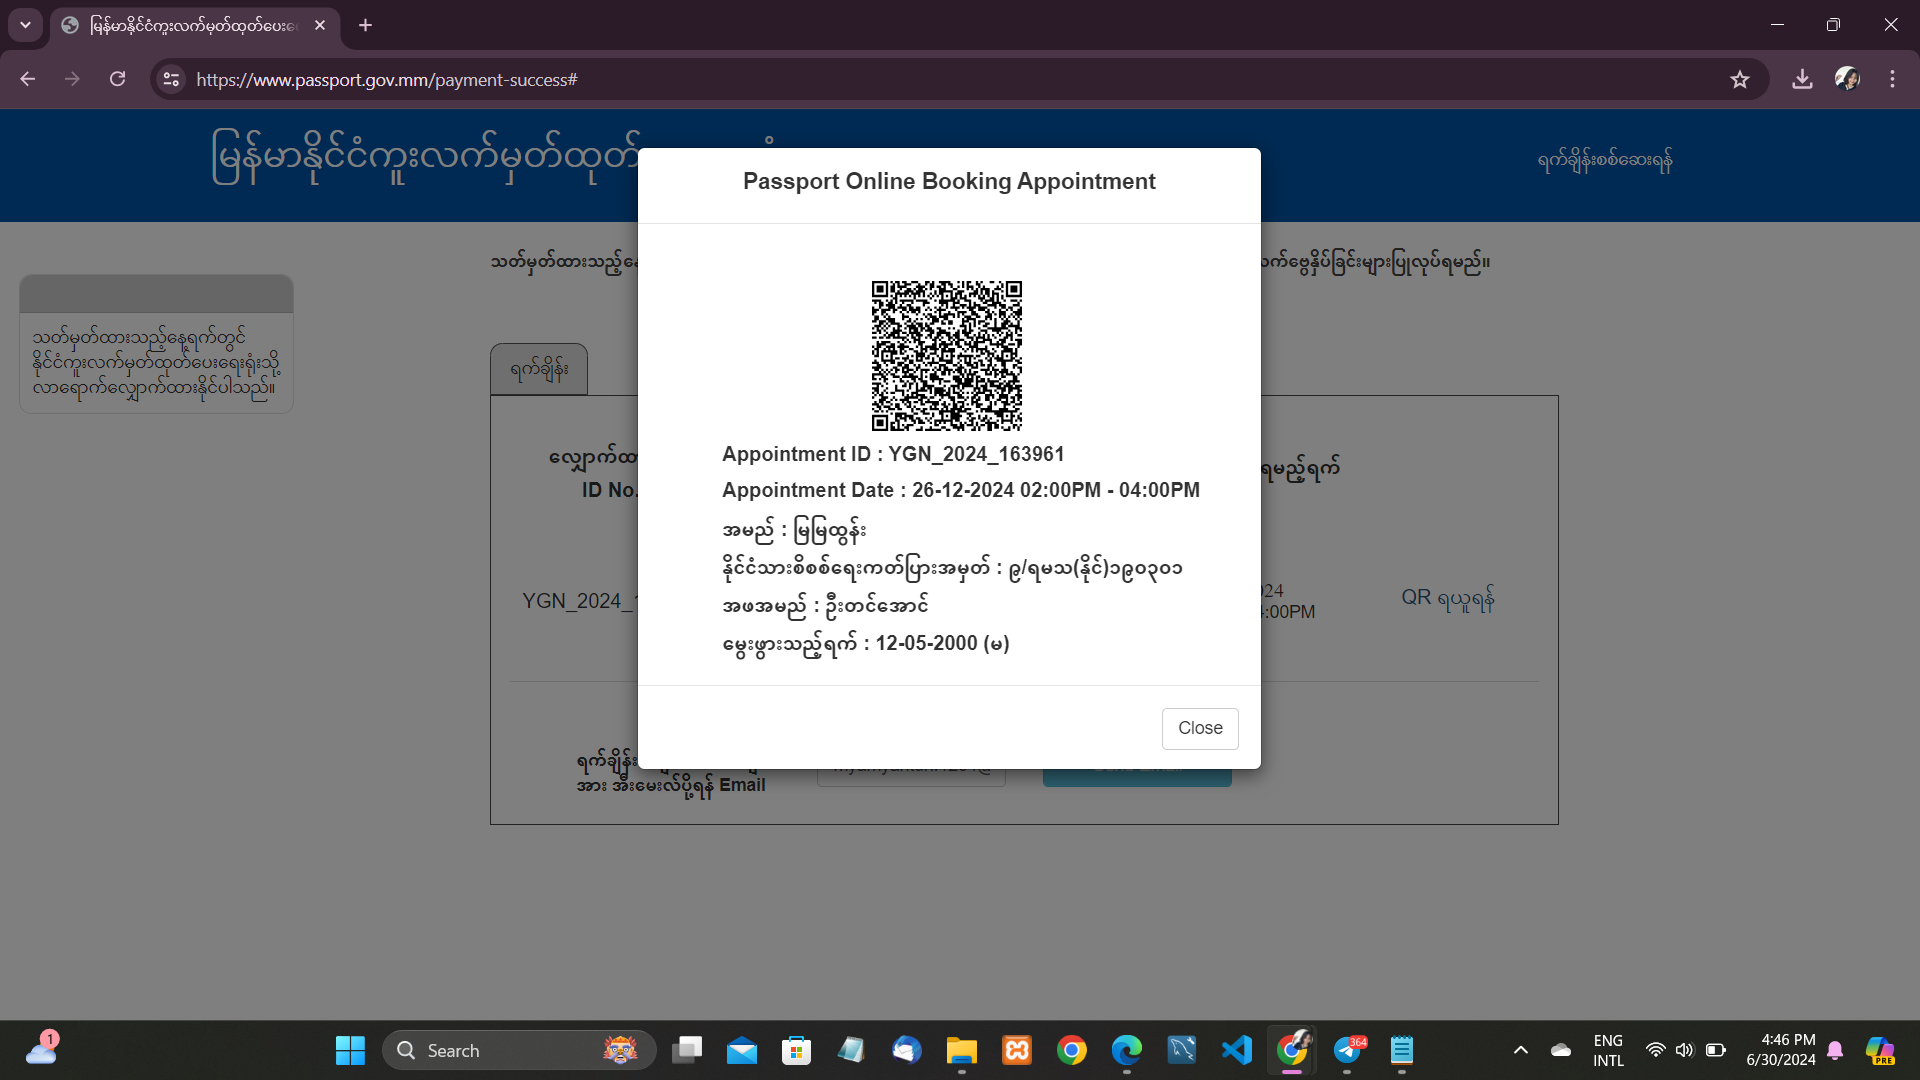 မြန်မာနိုင်ငံကူးလက်မှတ်ထုတ်ပေးရေ
https://www.passport.gov.mm/payment-success#
မြန်မာနိုင်ငံကူးလက်မှတ်ထုတ်
ရက်ချိန်းစစ်ဆေးရန်
Passport Online Booking Appointment
သတ်မှတ်ထားသည့်နေ့
လက်ဗွေနှိပ်ခြင်းများပြုလုပ်ရမည်။
သတ်မှတ်ထားသည့်နေ့ရက်တွင်
နိုင်ငံကူးလက်မှတ်ထုတ်ပေးရေးရုံးသို့
လာရောက်လျှောက်ထားနိုင်ပါသည်။
ရက်ချိန်း
လျှောက်ထာ
ID No.
ရမည့်ရက်
Appointment ID : YGN_2024_163961
Appointment Date : 26-12-2024 02:00PM - 04:00PM
အမည် : မြမြထွန်း
နိုင်ငံသားစိစစ်ရေးကတ်ပြားအမှတ် : ၉/ရမသ(နိုင်)၁၉၀၃၀၁
အဖအမည် : ဦးတင်အောင်
မွေးဖွားသည့်ရက် : 12-05-2000 (မ)
YGN_2024_1
024
4:00PM
QR ရယူရန်
Close
ရက်ချိန်း
အား အီးမေးလ်ပို့ရန် Email
1
Search
364
ENG
INTL
4:46 PM
6/30/2024
PRE